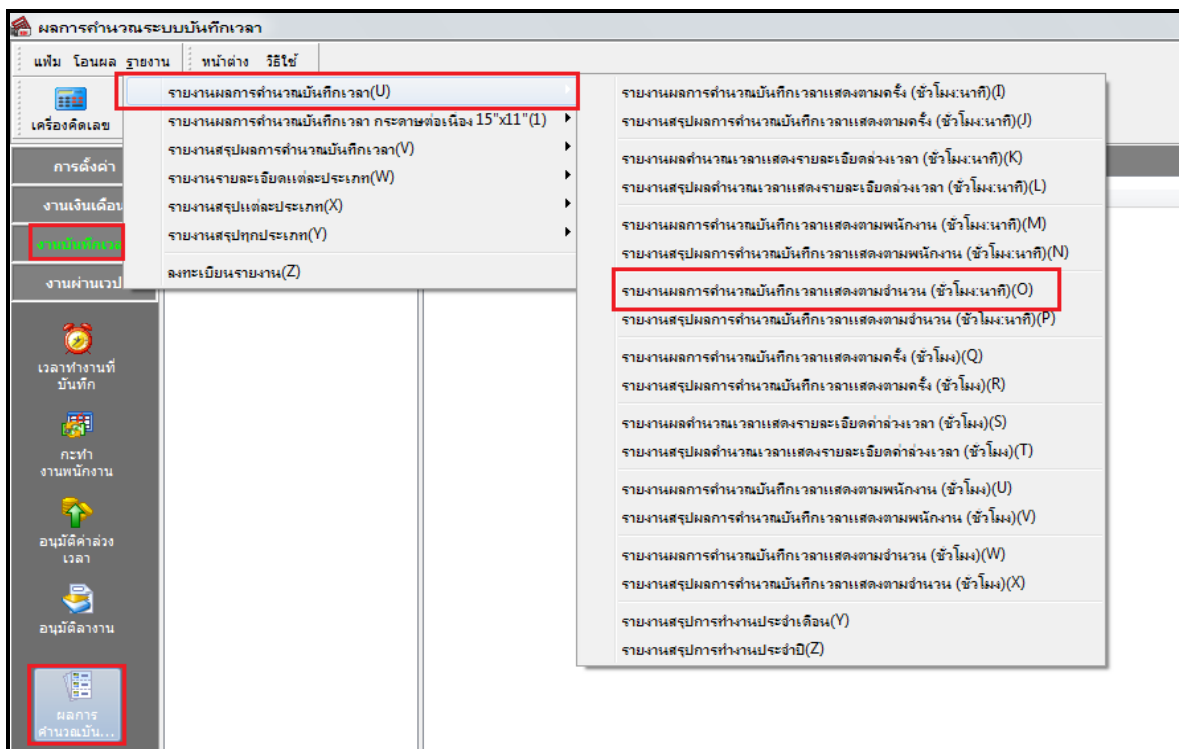 ผลการคำนวณระบบบันทึกเวลา
แฟ้ม โอนผล รายงาน หน้าต่าง วิธีใช้
เครื่องคิดเลข
การตั้งค่า
งานเงินเดือน
งานบันทึกเวลา
งานผ่านเวป
เวลาทำงานที่
บันทึก
กะทำ
งานพนักงาน
อนุมัติค่าล่วง
เวลา
อนุมัติลางาน
ผลการ
คำนวณบัน...
รายงานผลการคำนวณบันทึกเวลา(U)
รายงานผลการคำนวณบันทึกเวลา กระดาษต่อเนื่อง 15"x11"(1)
รายงานสรุปผลการคำนวณบันทึกเวลา(V)
รายงานรายละเอียดแต่ละประเภท(W)
รายงานสรุปแต่ละประเภท(X)
รายงานสรุปทุกประเภท(Y)
ลงทะเบียนรายงาน(Z)
รายงานผลการคำนวณบันทึกเวลาแสดงตามครั้ง (ชั่วโมง:นาที)(I)
รายงานสรุปผลการคำนวณบันทึกเวลาแสดงตามครั้ง (ชั่วโมง:นาที)(J)
รายงานผลคำนวณเวลาแสดงรายละเอียดล่วงเวลา (ชั่วโมง:นาที)(K)
รายงานสรุปผลคำนวณเวลาแสดงรายละเอียดล่วงเวลา (ชั่วโมง:นาที)(L)
รายงานผลการคำนวณบันทึกเวลาแสดงตามพนักงาน (ชั่วโมง:นาที)(M)
รายงานสรุปผลการคำนวณบันทึกเวลาแสดงตามพนักงาน (ชั่วโมง:นาที)(N)
รายงานผลการคำนวณบันทึกเวลาแสดงตามจำนวน (ชั่วโมง:นาที)(O)
รายงานสรุปผลการคำนวณบันทึกเวลาแสดงตามจำนวน (ชั่วโมง:นาที)(P)
รายงานผลการคำนวณบันทึกเวลาแสดงตามครั้ง (ชั่วโมง)(Q)
รายงานสรุปผลการคำนวณบันทึกเวลาแสดงตามครั้ง (ชั่วโมง)(R)
รายงานผลคำนวณเวลาแสดงรายละเอียดค่าล่วงเวลา (ชั่วโมง)(S)
รายงานสรุปผลคำนวณเวลาแสดงรายละเอียดค่าล่วงเวลา (ชั่วโมง)(T)
รายงานผลการคำนวณบันทึกเวลาแสดงตามพนักงาน (ชั่วโมง)(U)
รายงานสรุปผลการคำนวณบันทึกเวลาแสดงตามพนักงาน (ชั่วโมง)(V)
รายงานผลการคำนวณบันทึกเวลาแสดงตามจำนวน (ชั่วโมง)(W)
รายงานสรุปผลการคำนวณบันทึกเวลาแสดงตามจำนวน (ชั่วโมง)(X)
รายงานสรุปการทำงานประจำเดือน(Y)
รายงานสรุปการทำงานประจำปี(Z)